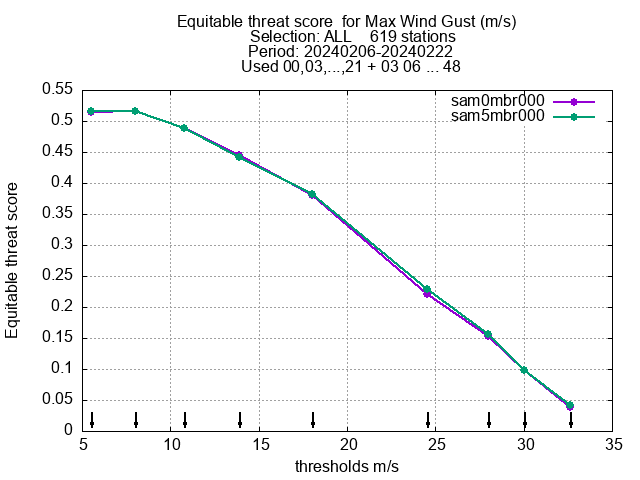 Equitable threat score  for Max Wind Gust (m/s)
Selection: ALL    619 stations
Period: 20240206-20240222
Used 00,03,...,21 + 03 06 ... 48
sam0mbr000
sam5mbr000
Equitable threat score
0.55
0.5
0.45
0.4
0.35
0.3
0.25
0.2
0.15
0.1
0.05
0
5 10 15 20 25 30 35
thresholds m/s